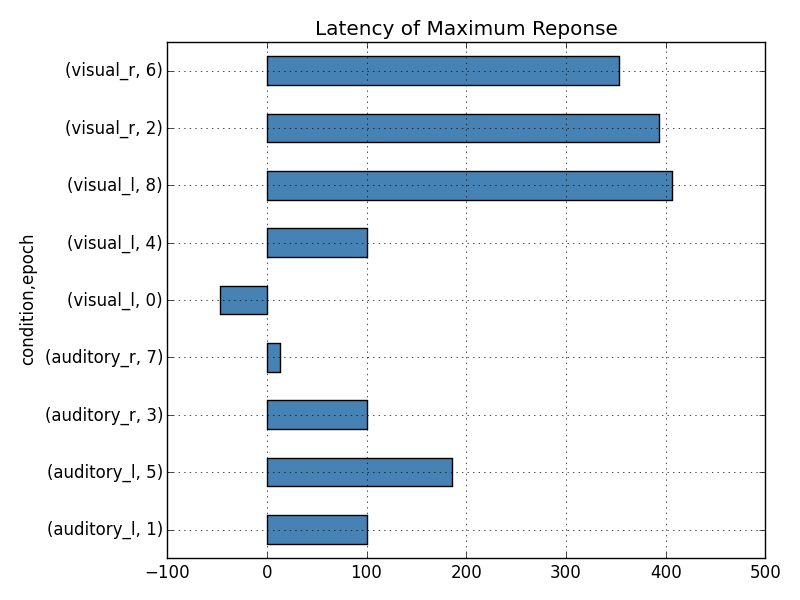 Latency of Maximum Reponse
(visual_r, 6)
(visual_r, 2)
(visual_l, 8)
(visual_l, 4)
(visual_l, 0)
(auditory_r, 7)
(auditory_r, 3)
(auditory_l, 5)
(auditory_l, 1)
condition,epoch
−100 0 100 200 300 400 500